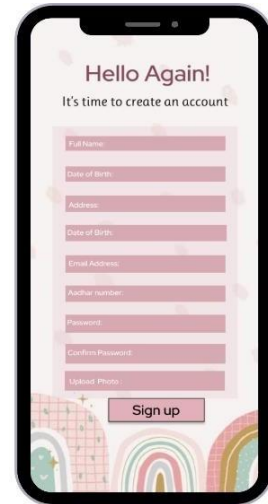 Hello Again!
It's time to create an account
Full Name:
Date of Birth:
Address:
Date of Birth:
Email Address:
Aadhar number:
Password:
Confirm Password:
Upload Photo :
Sign up